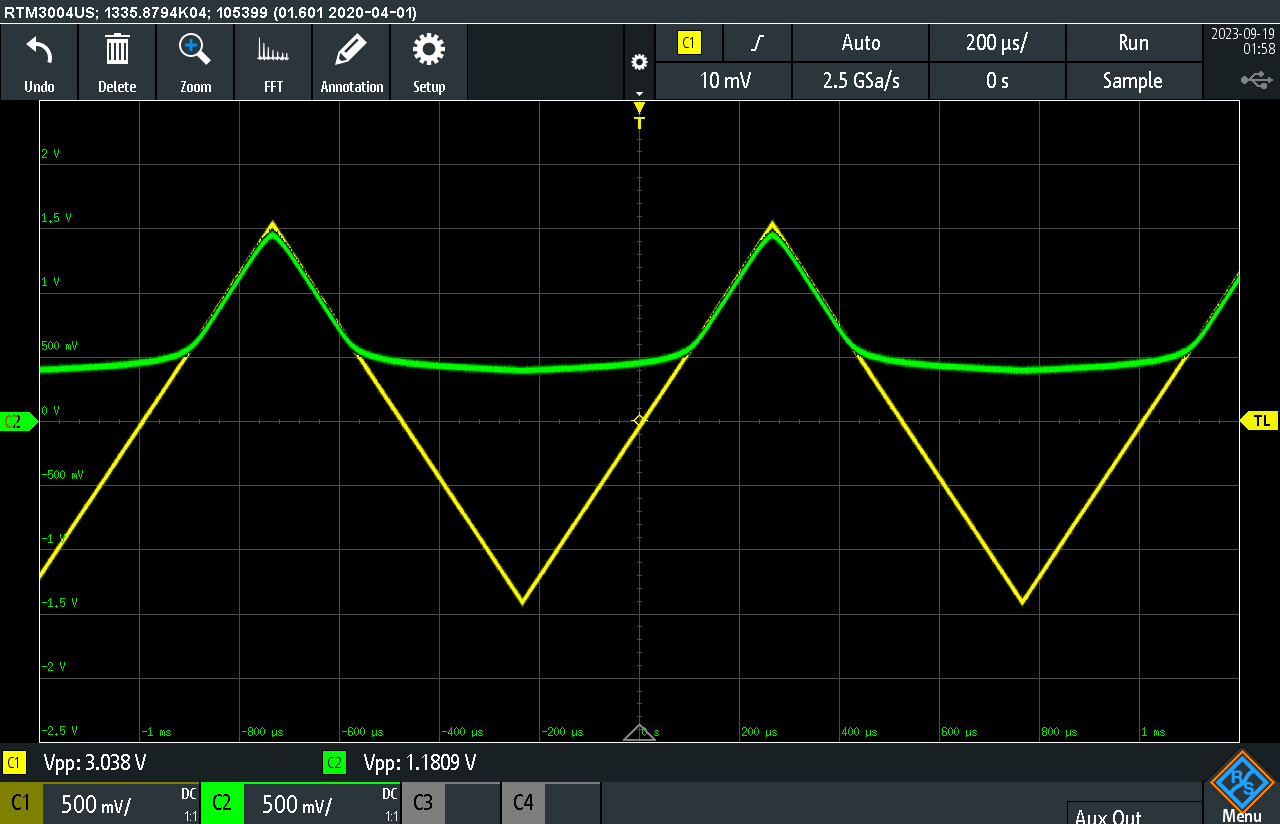 RTM3004US; 1335.8794K04; 105399 (01.601 2020-04-01)
Undo
Delete
Zoom
FFT
Annotation
Setup
C1
Auto
200 µs/
Run
2023-09-19
01:58
10 mV
2.5 GSa/s
0 s
Sample
T
2 V
1.5 V
1 V
500 mV
0 V
C2
TL
-500 mV
-1 V
-1.5 V
-2 V
-2.5 V
-1 ms
-800 µs
-600 µs
-400 µs
-200 µs
0 s
200 µs
400 µs
600 µs
800 µs
1 ms
C1 Vpp: 3.038 V
C2 Vpp: 1.1809 V
C1 500 mV/ DC 1:1
C2 500 mV/ DC 1:1
C3
C4
Aux Out
R S
Menu